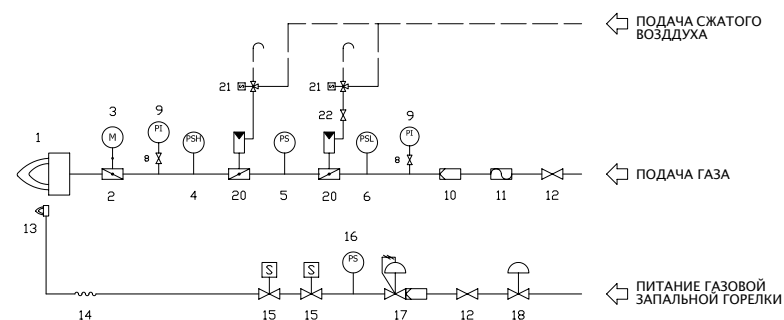 ПОДАЧА СЖАТОГО
ВОЗДДУХА
21
21
22
3
9
9
1
M
PI
PSH
PS
PSL
PI
8
8
ПОДАЧА ГАЗА
2
4
20
5
20
6
10
11
12
13
16
S
S
PS
ПИТАНИЕ ГАЗОВОЙ
ЗАПАЛЬНОЙ ГОРЕЛКИ
14
15
15
17
12
18